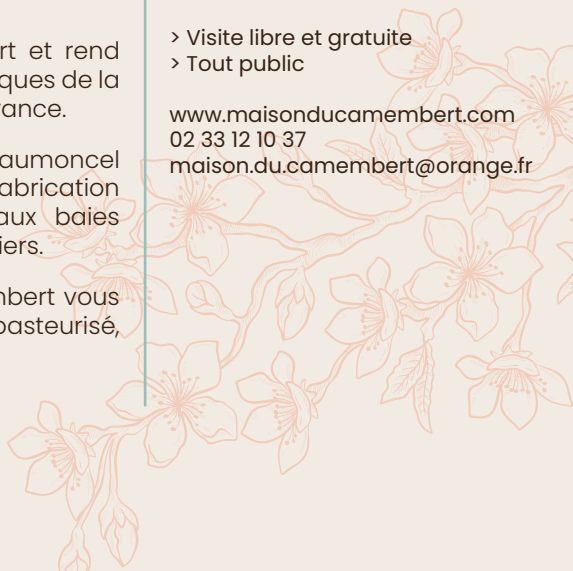 rt et rend
ques de la
rance.
aumoncel
abrication
aux baies
iers.
mbert vous
pasteurisé,
> Visite libre et gratuite
> Tout public
www.maisonducamembert.com
02 33 12 10 37
maison.du.camembert@orange.fr